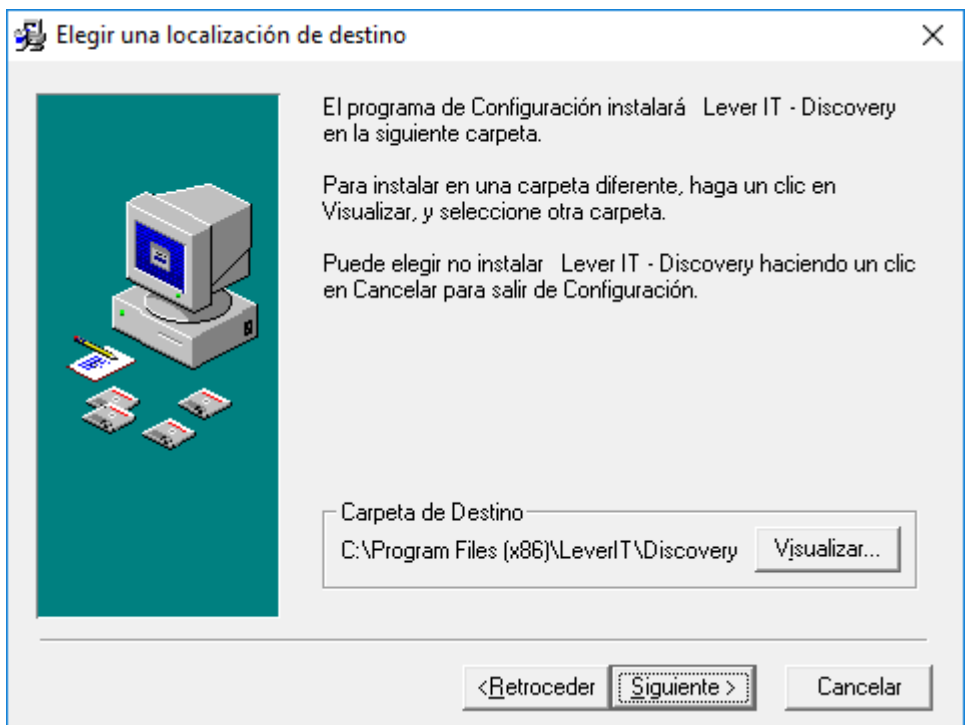 Elegir una localización de destino
El programa de Configuración instalará Lever IT - Discovery
en la siguiente carpeta.
Para instalar en una carpeta diferente, haga un clic en
Visualizar, y seleccione otra carpeta.
Puede elegir no instalar Lever IT - Discovery haciendo un clic
en Cancelar para salir de Configuración.
Carpeta de Destino
C:\Program Files (x86)\LeverIT\Discovery
Visualizar...
<Retroceder
Siguiente >
Cancelar